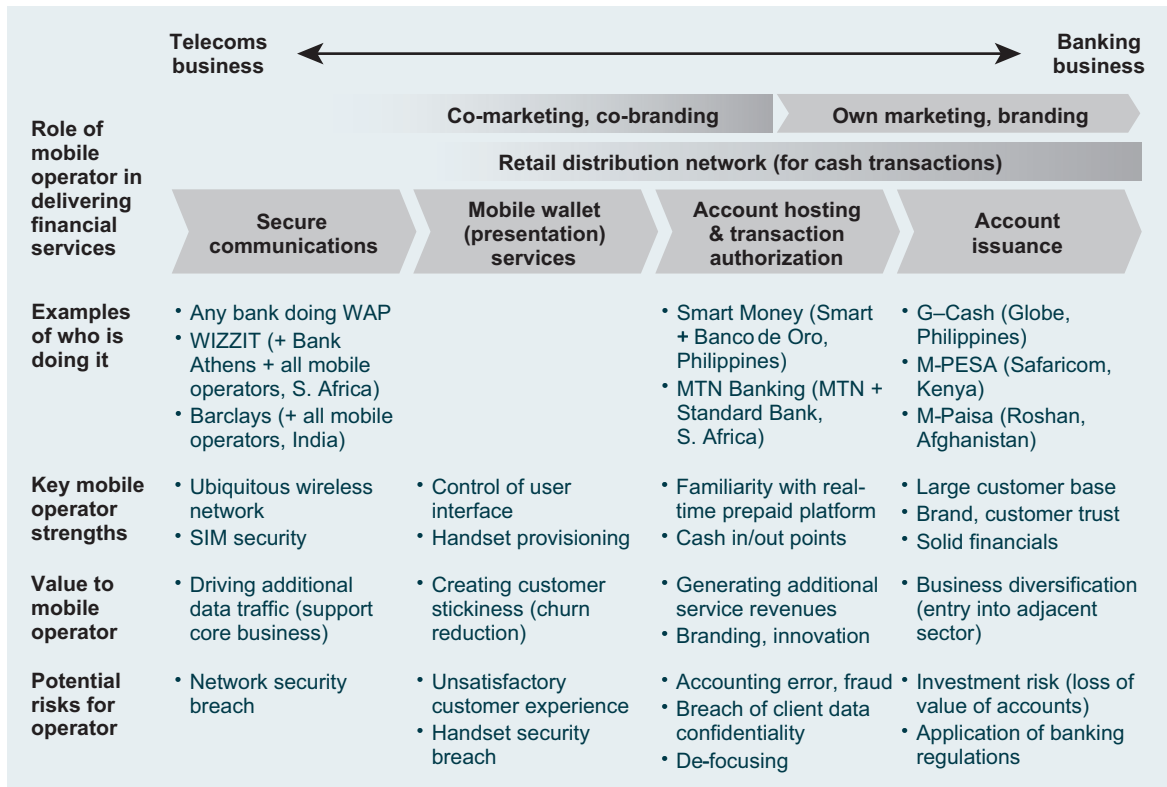 Telecoms
business
Banking
business
Role of
mobile
operator in
delivering
financial
services
Co-marketing, co-branding
Own marketing, branding
Retail distribution network (for cash transactions)
Secure
communications
Mobile wallet
(presentation)
services
Account hosting
& transaction
authorization
Account
issuance
Examples
of who is
doing it
• Any bank doing WAP
• WIZZIT (+ Bank
Athens + all mobile
operators, S. Africa)
• Barclays (+ all mobile
operators, India)
• Smart Money (Smart
+ Banco de Oro,
Philippines)
• MTN Banking (MTN +
Standard Bank,
S. Africa)
• G–Cash (Globe,
Philippines)
• M-PESA (Safaricom,
Kenya)
• M-Paisa (Roshan,
Afghanistan)
Key mobile
operator
strengths
• Ubiquitous wireless
network
• SIM security
• Control of user
interface
• Handset provisioning
• Familiarity with real-
time prepaid platform
• Cash in/out points
• Large customer base
• Brand, customer trust
• Solid financials
Value to
mobile
operator
• Driving additional
data traffic (support
core business)
• Creating customer
stickiness (churn
reduction)
• Generating additional
service revenues
• Branding, innovation
• Business diversification
(entry into adjacent
sector)
Potential
risks for
operator
• Network security
breach
• Unsatisfactory
customer experience
• Handset security
breach
• Accounting error, fraud
• Breach of client data
confidentiality
• De-focusing
• Investment risk (loss of
value of accounts)
• Application of banking
regulations